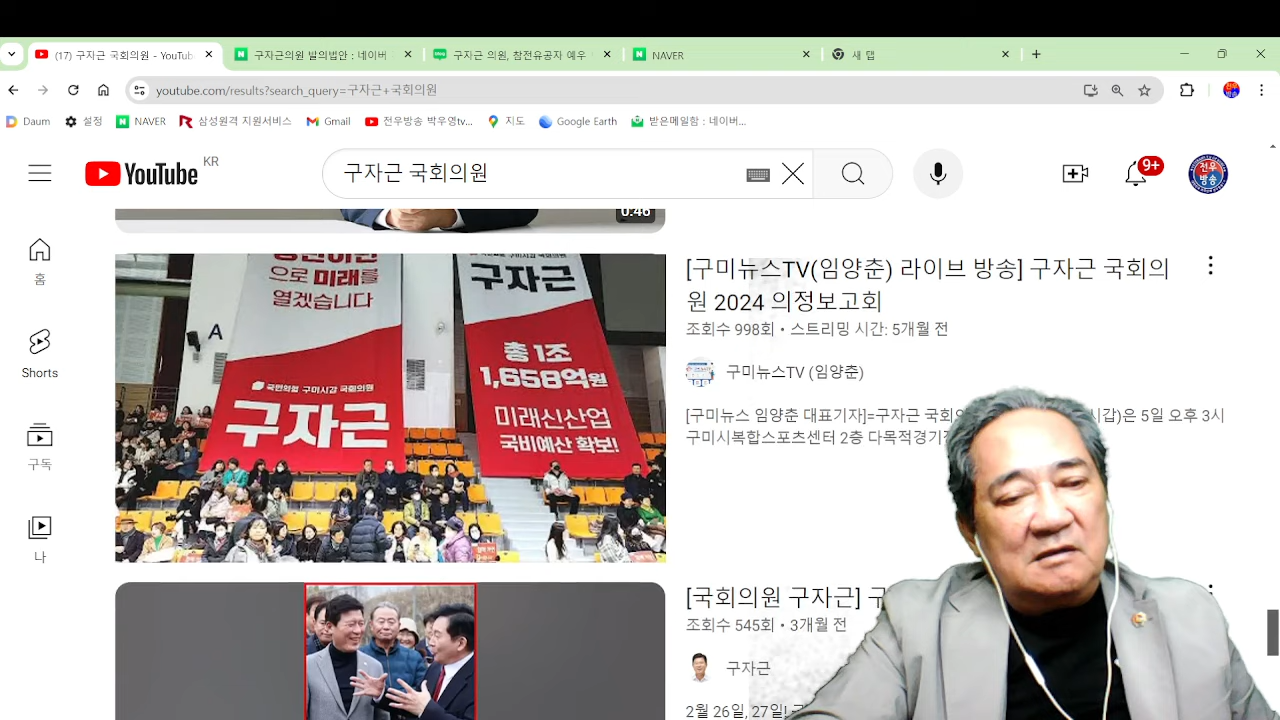 (17) 구자근 국회의원 - YouTub
구자근의원 발의법안 : 네이버
구자근 의원, 참전유공자 예우
NAVER
새 탭
youtube.com/results?search_query=구자근+국회의원
Daum
설정
NAVER
삼성원격 지원서비스
Gmail
전우방송 박우영tv...
지도
Google Earth
받은메일함 : 네이버...
YouTube KR
구자근 국회의원
9+
전우
방송
홈
Shorts
구독
나
0:46
으로 미래를
열겠습니다
A
국민의힘 구미시갑 국회의원
구자근
구자근
총 1조
1,658억원
미래신산업
국비예산 확보!
[구미뉴스TV(임양춘) 라이브 방송] 구자근 국회의
원 2024 의정보고회
조회수 998회 • 스트리밍 시간: 5개월 전
구미뉴스TV (임양춘)
[구미뉴스 임양춘 대표기자]=구자근 국회으 시갑)은 5일 오후 3시
구미시복합스포츠센터 2층 다목적경기
[국회의원 구자근]
조회수 545회 • 3개월 전
구자근
2월 26일, 27일!